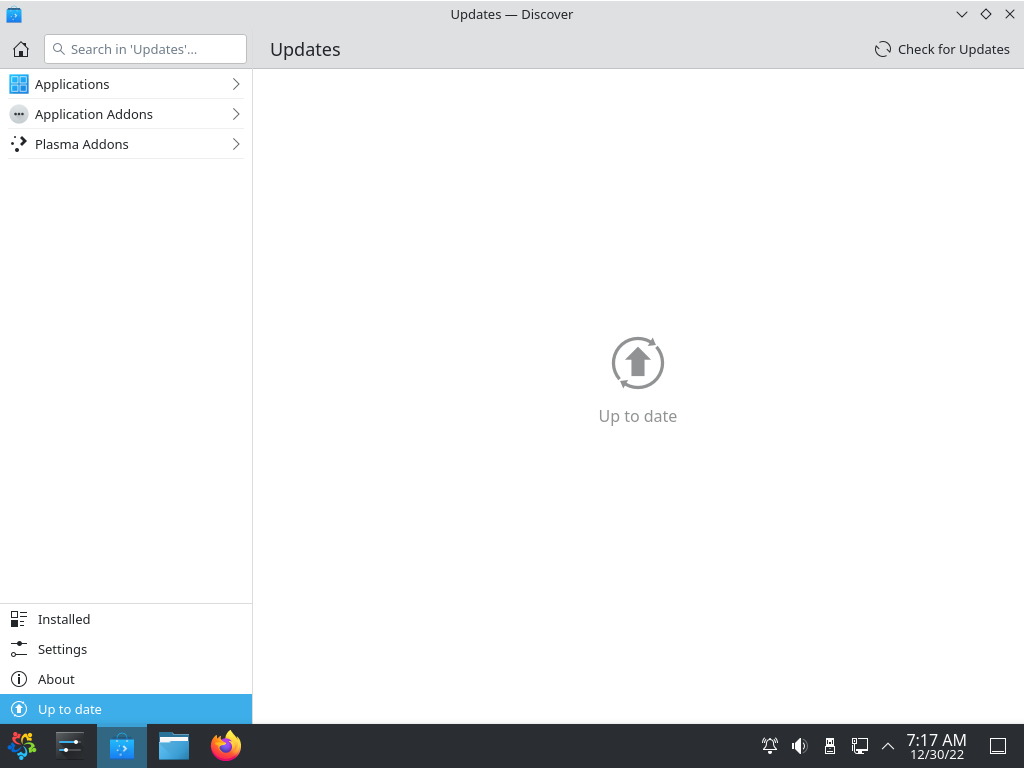 Updates — Discover
Search in 'Updates'...
Updates
Check for Updates
Applications
Application Addons
Plasma Addons
Up to date
Installed
Settings
About
Up to date
7:17 AM
12/30/22